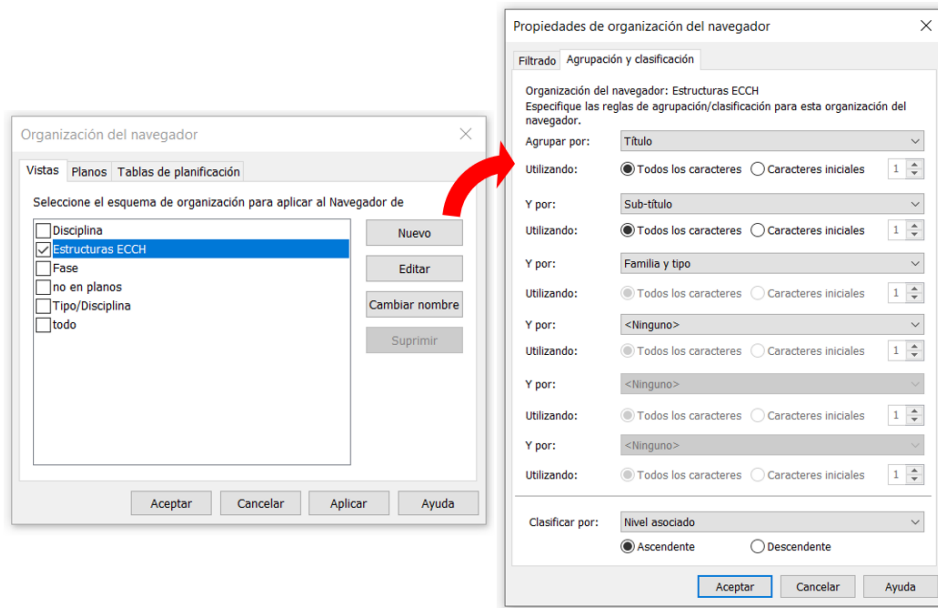 Organización del navegador
Vistas Planos Tablas de planificación
Seleccione el esquema de organización para aplicar al Navegador de
Disciplina
Estructuras ECCH
Fase
no en planos
Tipo/Disciplina
todo
Nuevo
Editar
Cambiar nombre
Suprimir
Aceptar Cancelar Aplicar Ayuda
Propiedades de organización del navegador
Filtrado Agrupación y clasificación
Organización del navegador: Estructuras ECCH
Especifique las reglas de agrupación/clasificación para esta organización del
navegador.
Agrupar por: Título
Utilizando: Todos los caracteres Caracteres iniciales 1
Y por: Sub-título
Utilizando: Todos los caracteres Caracteres iniciales 1
Y por: Familia y tipo
Utilizando: Todos los caracteres Caracteres iniciales 1
Y por: <Ninguno>
Utilizando: Todos los caracteres Caracteres iniciales 1
Y por: <Ninguno>
Utilizando: Todos los caracteres Caracteres iniciales 1
Y por: <Ninguno>
Utilizando: Todos los caracteres Caracteres iniciales 1
Clasificar por: Nivel asociado
Ascendente Descendente
Aceptar Cancelar Ayuda